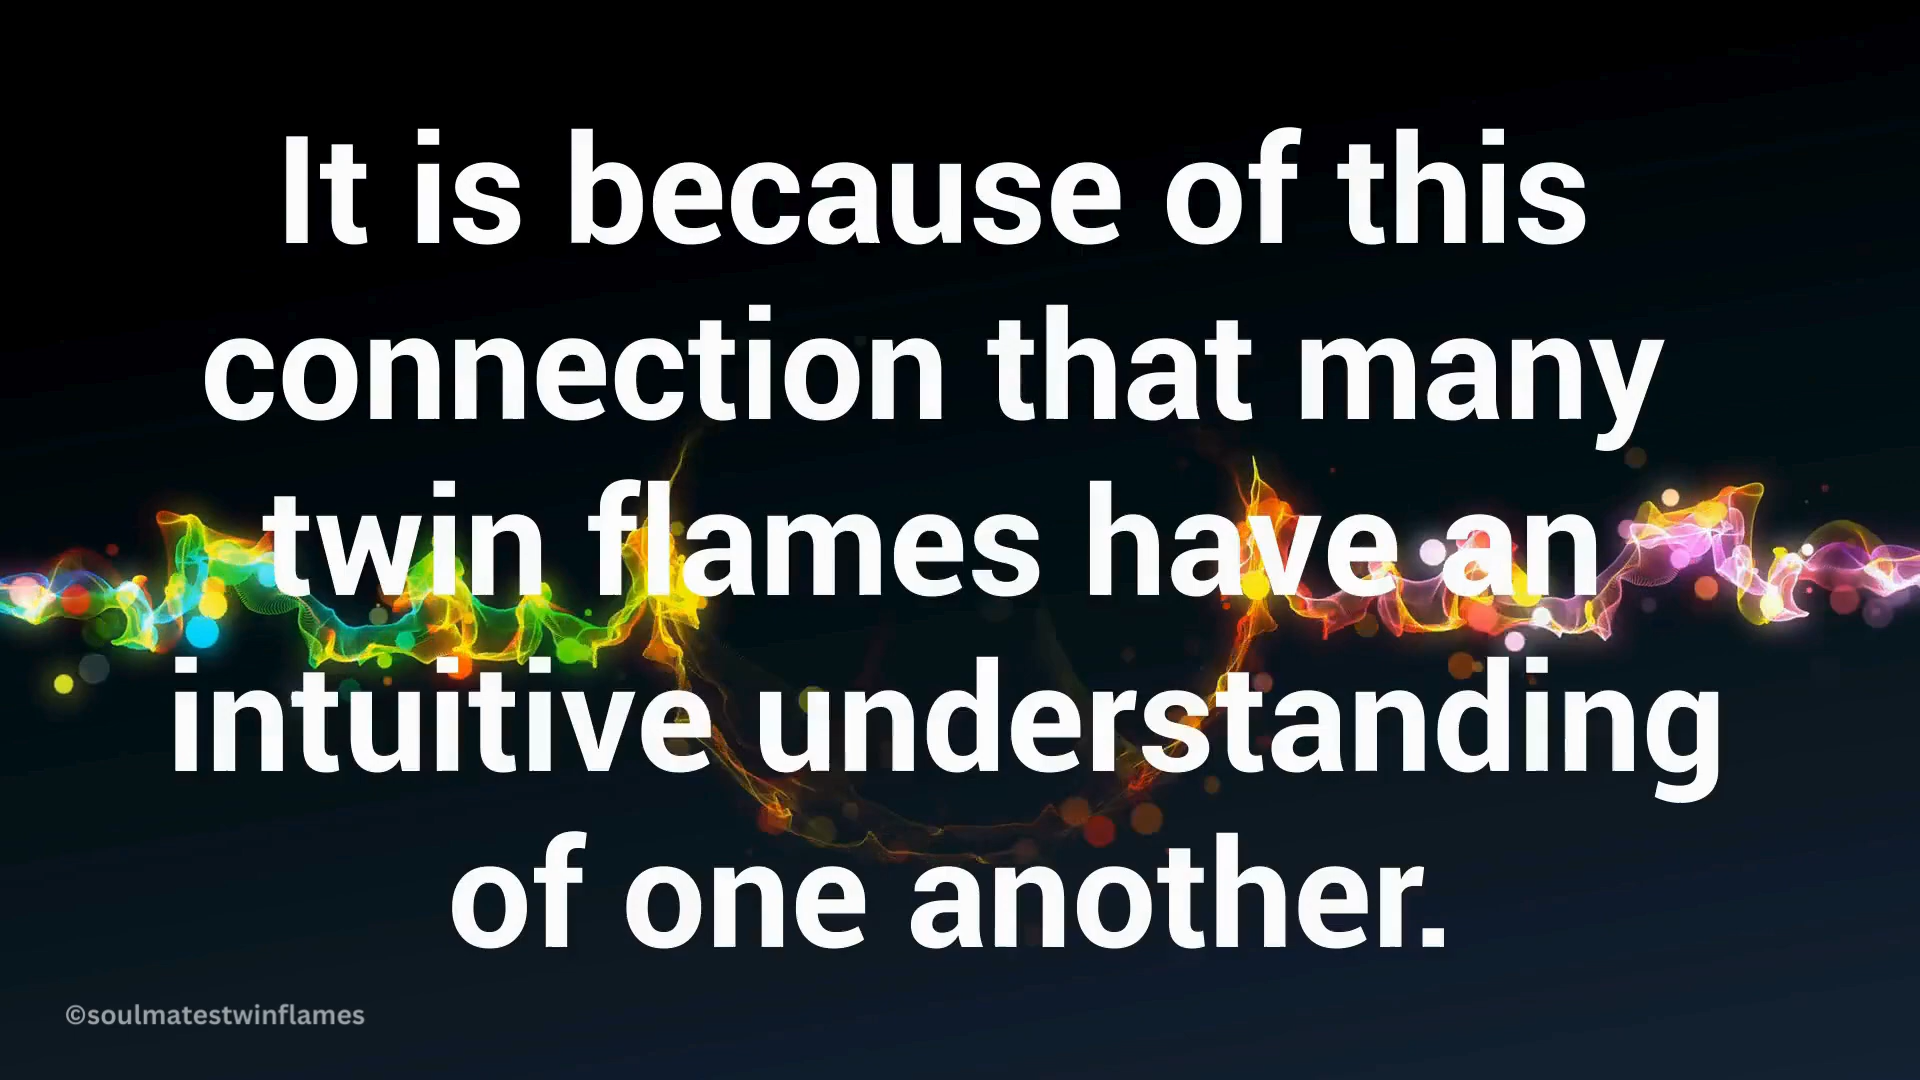 It is because of this
connection that many
twin flames have an
intuitive understanding
of one another.
©soulmatestwinflames